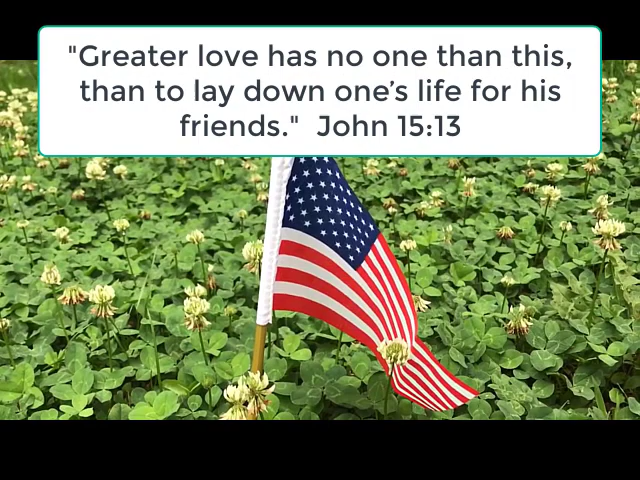 "Greater love has no one than this,
than to lay down one’s life for his
friends."  John 15:13